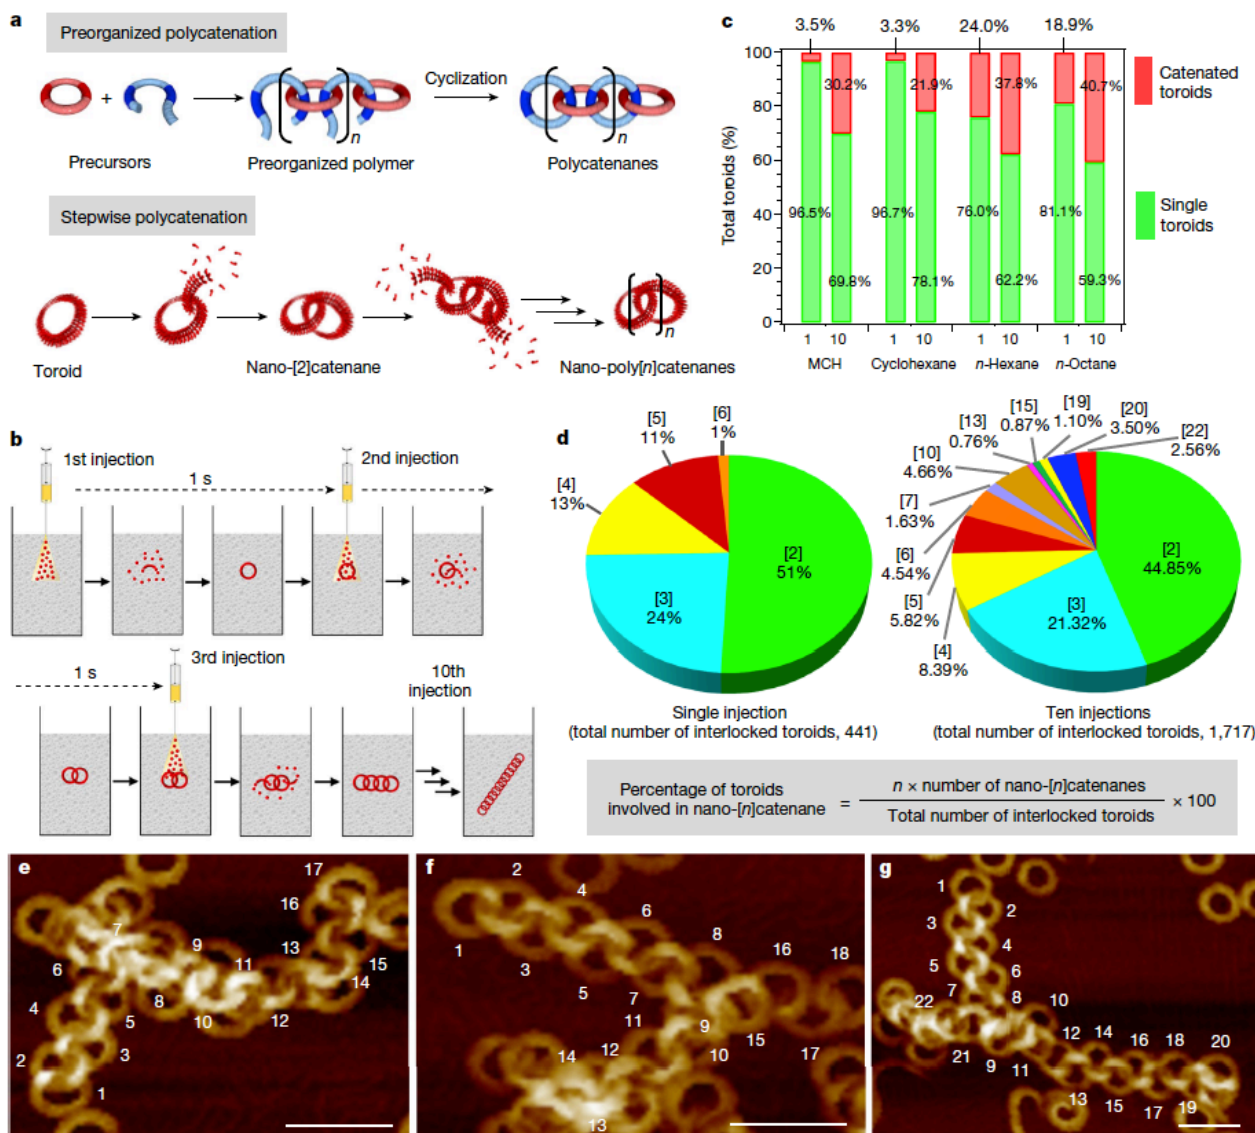 a
Preorganized polycatenation
+
Cyclization
n
n
Precursors
Preorganized polymer
Polycatenanes
Stepwise polycatenation
n
Toroid
Nano-[2]catenane
Nano-poly[n]catenanes
b
1st injection
1 s
2nd injection
1 s
3rd injection
10th
injection
c
3.5%
3.3%
24.0%
18.9%
Total toroids (%)
100
80
60
40
20
0
30.2%
21.9%
37.8%
40.7%
96.5%
96.7%
76.0%
81.1%
69.8%
78.1%
62.2%
59.3%
1 10 1 10 1 10 1 10
MCH Cyclohexane n-Hexane n-Octane
Catenated
toroids
Single
toroids
d
[2]
51%
[3]
24%
[4]
13%
[5]
11%
[6]
1%
Single injection
(total number of interlocked toroids, 441)
[2]
44.85%
[3]
21.32%
[4]
8.39%
[5]
5.82%
[6]
4.54%
[7]
1.63%
[10]
4.66%
[13]
0.76%
[15]
0.87%
[19]
1.10%
[20]
3.50%
[22]
2.56%
Ten injections
(total number of interlocked toroids, 1,717)
Percentage of toroids
involved in nano-[n]catenane
=
n × number of nano-[n]catenanes
Total number of interlocked toroids
× 100
e
1
2
3
4
5
6
7
8
9
10
11
12
13
14
15
16
17
f
1
2
3
4
5
6
7
8
9
10
11
12
13
14
15
16
17
18
g
1
2
3
4
5
6
7
8
9
10
11
12
13
14
15
16
17
18
19
20
21
22